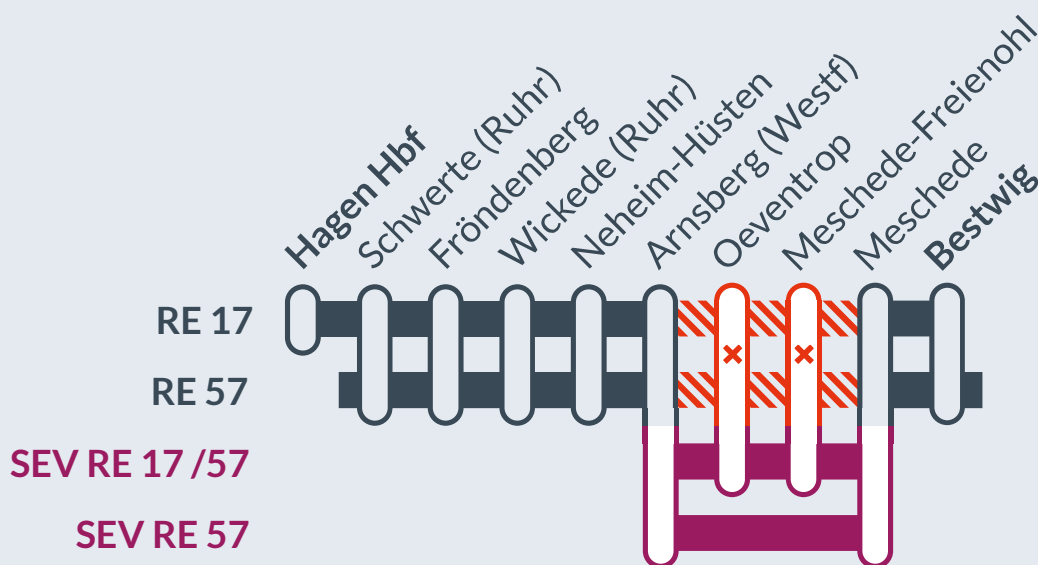 Hagen Hbf
Schwerte (Ruhr)
Fröndenberg
Wickede (Ruhr)
Neheim-Hüsten
Arnsberg (Westf)
Oeventrop
Meschede-Freienohl
Meschede
Bestwig
RE 17
RE 57
SEV RE 17 /57
SEV RE 57